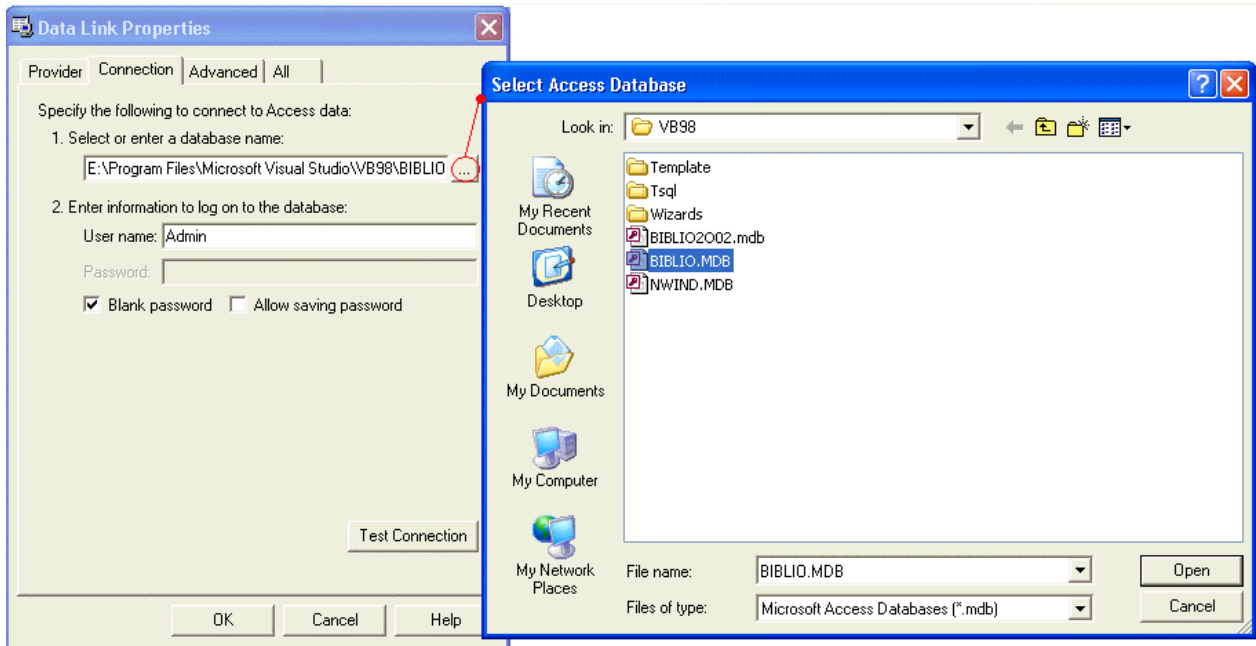 Data Link Properties
Provider Connection Advanced All
Specify the following to connect to Access data:
1. Select or enter a database name:
E:\Program Files\Microsoft Visual Studio\VB98\BIBLIO ...
2. Enter information to log on to the database:
User name: Admin
Password:
Blank password Allow saving password
Test Connection
OK Cancel Help
Select Access Database
Look in: VB98
My Recent
Documents
Desktop
My Documents
My Computer
My Network
Places
Template
Tsql
Wizards
BIBLIO2002.mdb
BIBLIO.MDB
NWIND.MDB
File name: BIBLIO.MDB Open
Files of type: Microsoft Access Databases (*.mdb) Cancel